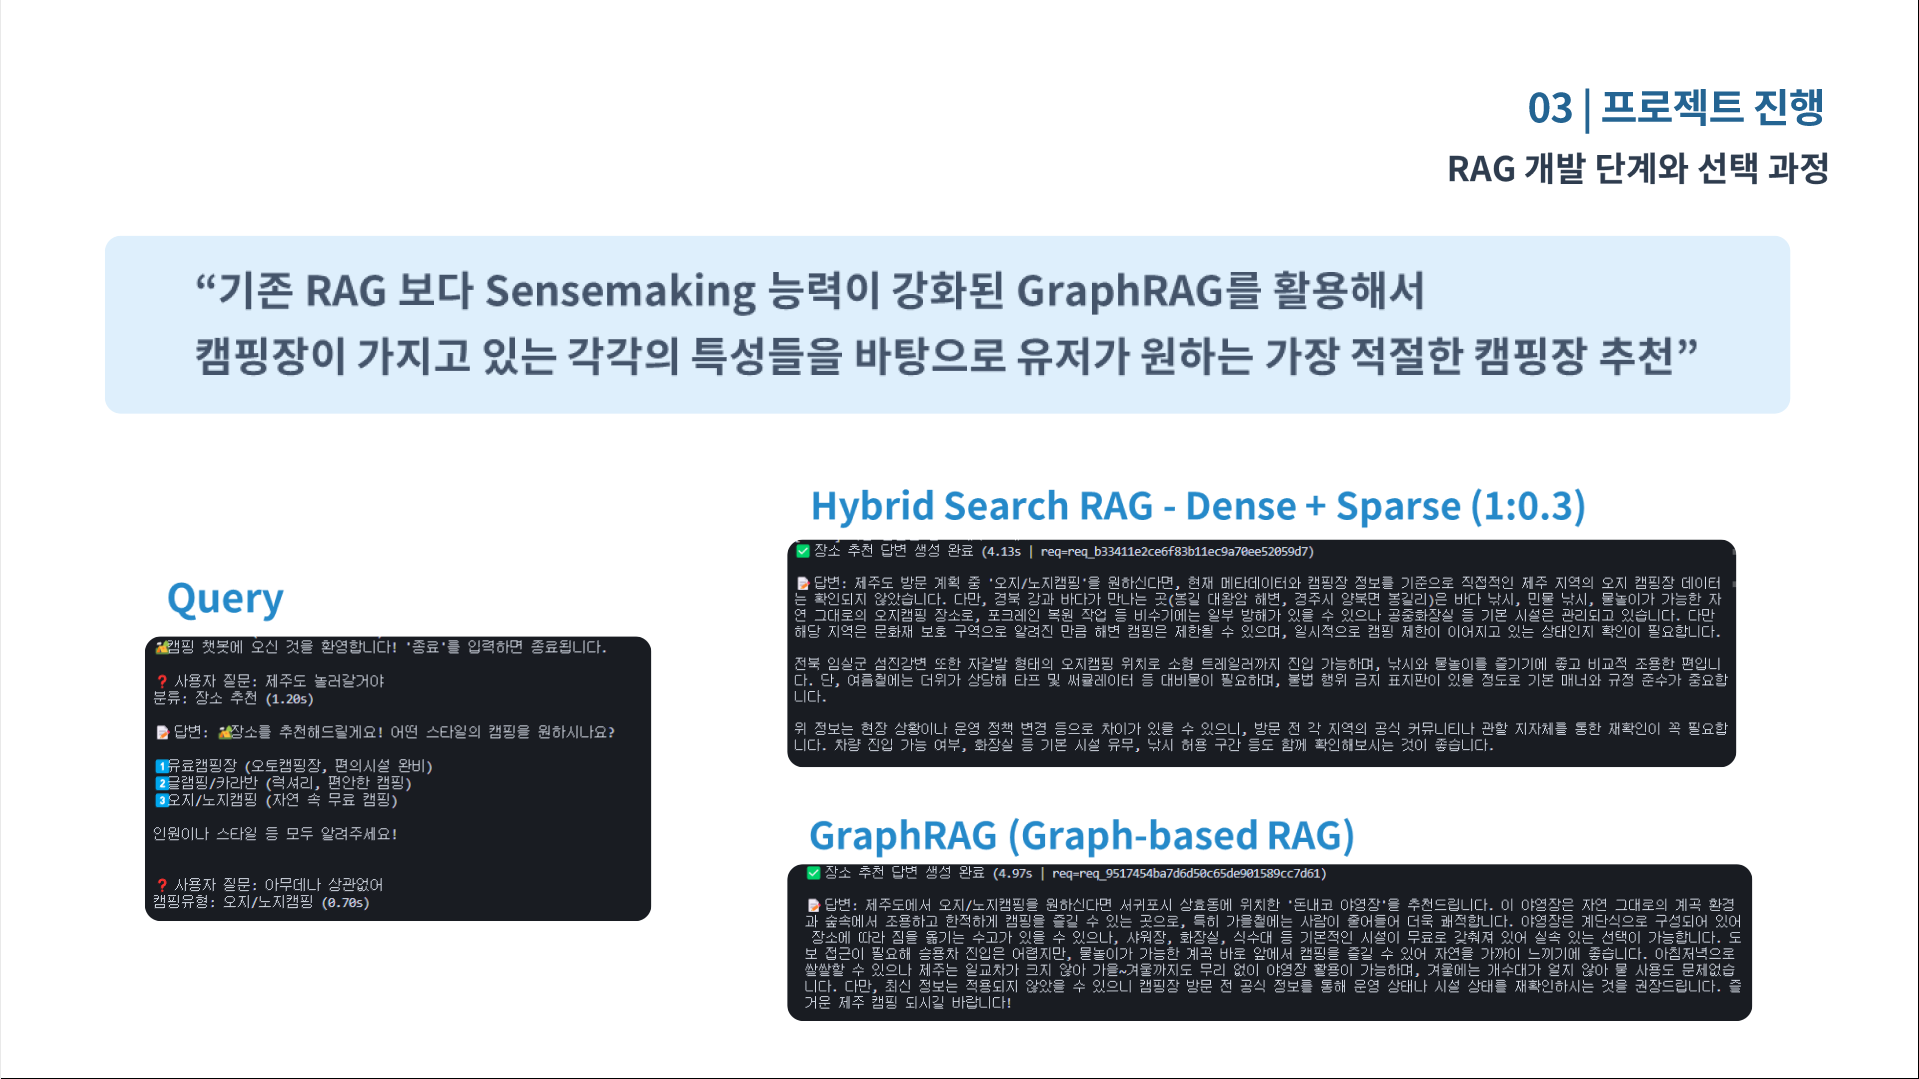 03 | 프로젝트 진행
RAG 개발 단계와 선택 과정
“기존 RAG 보다 Sensemaking 능력이 강화된 GraphRAG를 활용해서
캠핑장이 가지고 있는 각각의 특성들을 바탕으로 유저가 원하는 가장 적절한 캠핑장 추천”
Query
🏕️캠핑 챗봇에 오신 것을 환영합니다! '종료'를 입력하면 종료됩니다.
❓ 사용자 질문: 제주도 놀러갈거야
분류: 장소 추천 (1.20s)
📝 답변: 🏕️장소를 추천해드릴게요! 어떤 스타일의 캠핑을 원하시나요?
1️⃣유료캠핑장 (오토캠핑장, 편의시설 완비)
2️⃣글램핑/카라반 (럭셔리, 편안한 캠핑)
3️⃣오지/노지캠핑 (자연 속 무료 캠핑)
인원이나 스타일 등 모두 알려주세요!
❓ 사용자 질문: 아무데나 상관없어
캠핑유형: 오지/노지캠핑 (0.70s)
Hybrid Search RAG - Dense + Sparse (1:0.3)
✅ 장소 추천 답변 생성 완료 (4.13s | req=req_b33411e2ce6f83b11ec9a70ee52059d7)
📝 답변: 제주도 방문 계획 중 '오지/노지캠핑'을 원하신다면, 현재 메타데이터와 캠핑장 정보를 기준으로 직접적인 제주 지역의 오지 캠핑장 데이터
는 확인되지 않았습니다. 다만, 경북 강과 바다가 만나는 곳(봉길 대왕암 해변, 경주시 양북면 봉길리)은 바다 낚시, 민물 낚시, 물놀이가 가능한 자
연 그대로의 오지캠핑 장소로, 포크레인 복원 작업 등 비수기에는 일부 방해가 있을 수 있으나 공중화장실 등 기본 시설은 관리되고 있습니다. 다만
해당 지역은 문화재 보호 구역으로 알려진 만큼 해변 캠핑은 제한될 수 있으며, 일시적으로 캠핑 제한이 이어지고 있는 상태인지 확인이 필요합니다.
전북 임실군 섬진강변 또한 자갈밭 형태의 오지캠핑 위치로 소형 트레일러까지 진입 가능하며, 낚시와 물놀이를 즐기기에 좋고 비교적 조용한 편입니
다. 단, 여름철에는 더위가 상당해 타프 및 써큘레이터 등 대비물이 필요하며, 불법 행위 금지 표지판이 있을 정도로 기본 매너와 규정 준수가 중요합
니다.
위 정보는 현장 상황이나 운영 정책 변경 등으로 차이가 있을 수 있으니, 방문 전 각 지역의 공식 커뮤니티나 관할 지자체를 통한 재확인이 꼭 필요합
니다. 차량 진입 가능 여부, 화장실 등 기본 시설 유무, 낚시 허용 구간 등도 함께 확인해보시는 것이 좋습니다.
GraphRAG (Graph-based RAG)
✅ 장소 추천 답변 생성 완료 (4.97s | req=req_9517454ba7d6d50c65de901589cc7d61)
📝 답변: 제주도에서 오지/노지캠핑을 원하신다면 서귀포시 상효동에 위치한 '돈내코 야영장'을 추천드립니다. 이 야영장은 자연 그대로의 계곡 환경
과 숲속에서 조용하고 한적하게 캠핑을 즐길 수 있는 곳으로, 특히 가을철에는 사람이 줄어들어 더욱 쾌적합니다. 야영장은 계단식으로 구성되어 있어
장소에 따라 짐을 옮기는 수고가 있을 수 있으나, 샤워장, 화장실, 식수대 등 기본적인 시설이 무료로 갖춰져 있어 실속 있는 선택이 가능합니다. 도
보 접근이 필요해 승용차 진입은 어렵지만, 물놀이가 가능한 계곡 바로 앞에서 캠핑을 즐길 수 있어 자연을 가까이 느끼기에 좋습니다. 아침저녁으로
쌀쌀할 수 있으나 제주는 일교차가 크지 않아 가을~겨울까지도 무리 없이 야영장 활용이 가능하며, 겨울에는 개수대가 얼지 않아 물 사용도 문제없습
니다. 다만, 최신 정보는 적용되지 않았을 수 있으니 캠핑장 방문 전 공식 정보를 통해 운영 상태나 시설 상태를 재확인하시는 것을 권장드립니다. 즐
거운 제주 캠핑 되시길 바랍니다!